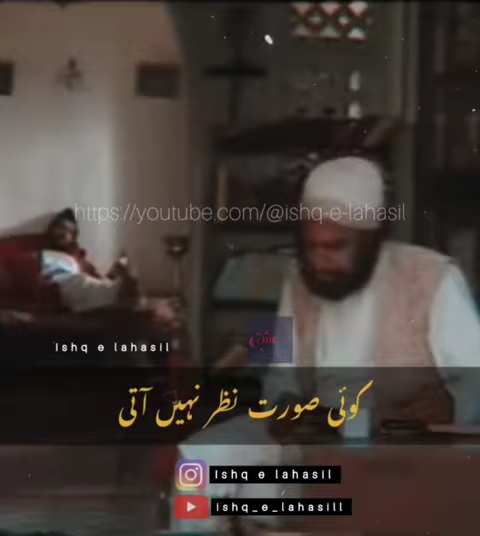 https://youtube.com/@ishq-e-lahasil
Ishq e lahasil
کوئی صورت نظر نہیں آتی
Ishq e lahasil
ishq_e_lahasill